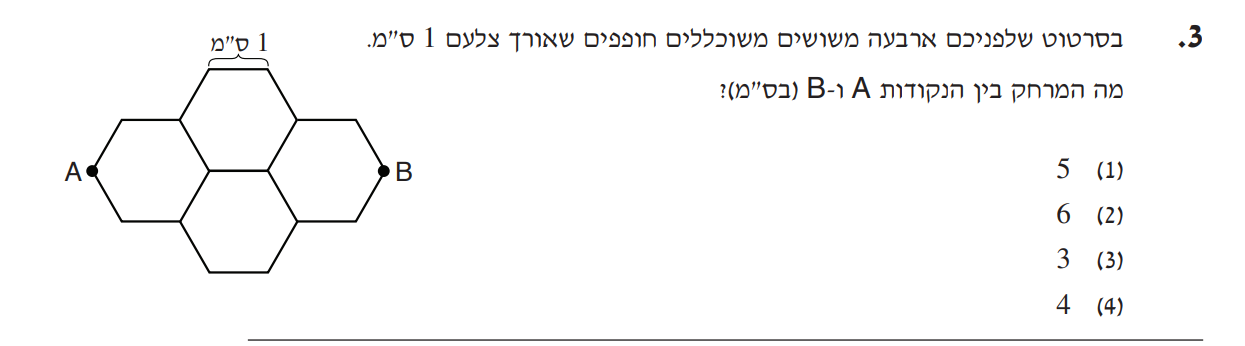 3. בסרטוט שלפניכם ארבעה משושים משוכללים חופפים שאורך צלעם 1 ס"מ.
מה המרחק בין הנקודות A ו-B (בס"מ)?
(1) 5
(2) 6
(3) 3
(4) 4
1 ס"מ
A
B